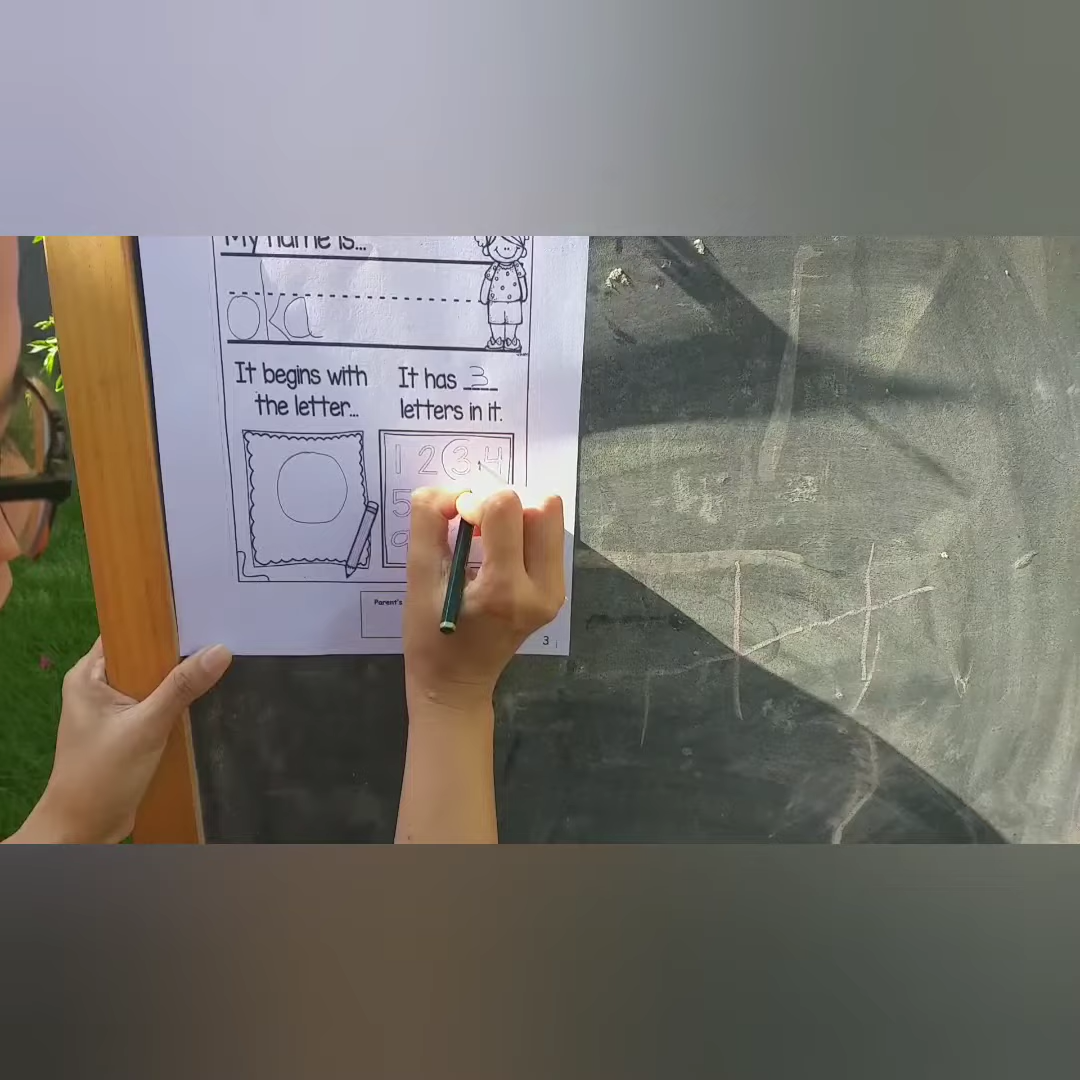 My name is...
oka
It begins with
the letter...
It has 3
letters in it.
O
1 2 3 4
5
9
Parent's
3